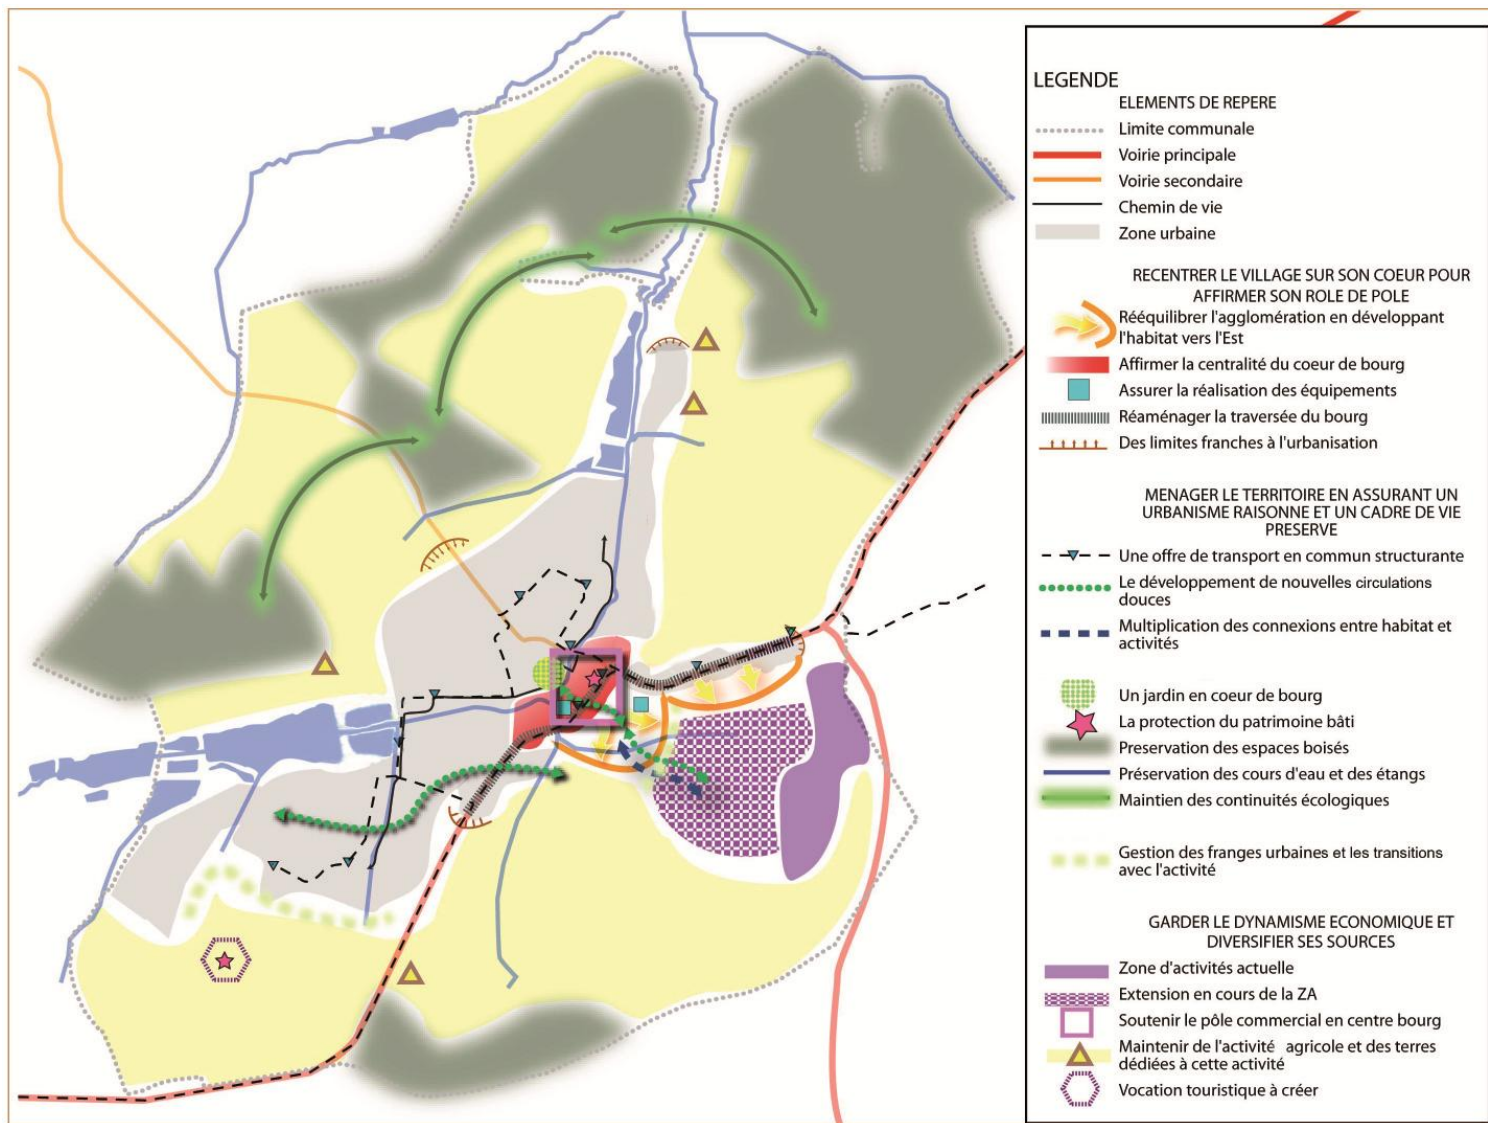 LEGENDE
ELEMENTS DE REPERE
Limite communale
Voirie principale
Voirie secondaire
Chemin de vie
Zone urbaine
RECENTRER LE VILLAGE SUR SON COEUR POUR
AFFIRMER SON ROLE DE POLE
Rééquilibrer l'agglomération en développant
l'habitat vers l'Est
Affirmer la centralité du coeur de bourg
Assurer la réalisation des équipements
Réaménager la traversée du bourg
Des limites franches à l'urbanisation
MENAGER LE TERRITOIRE EN ASSURANT UN
URBANISME RAISONNE ET UN CADRE DE VIE
PRESERVE
Une offre de transport en commun structurante
Le développement de nouvelles circulations
douces
Multiplication des connexions entre habitat et
activités
Un jardin en coeur de bourg
La protection du patrimoine bâti
Preservation des espaces boisés
Préservation des cours d'eau et des étangs
Maintien des continuités écologiques
Gestion des franges urbaines et les transitions
avec l'activité
GARDER LE DYNAMISME ECONOMIQUE ET
DIVERSIFIER SES SOURCES
Zone d'activités actuelle
Extension en cours de la ZA
Soutenir le pôle commercial en centre bourg
Maintenir de l'activité agricole et des terres
dédiées à cette activité
Vocation touristique à créer